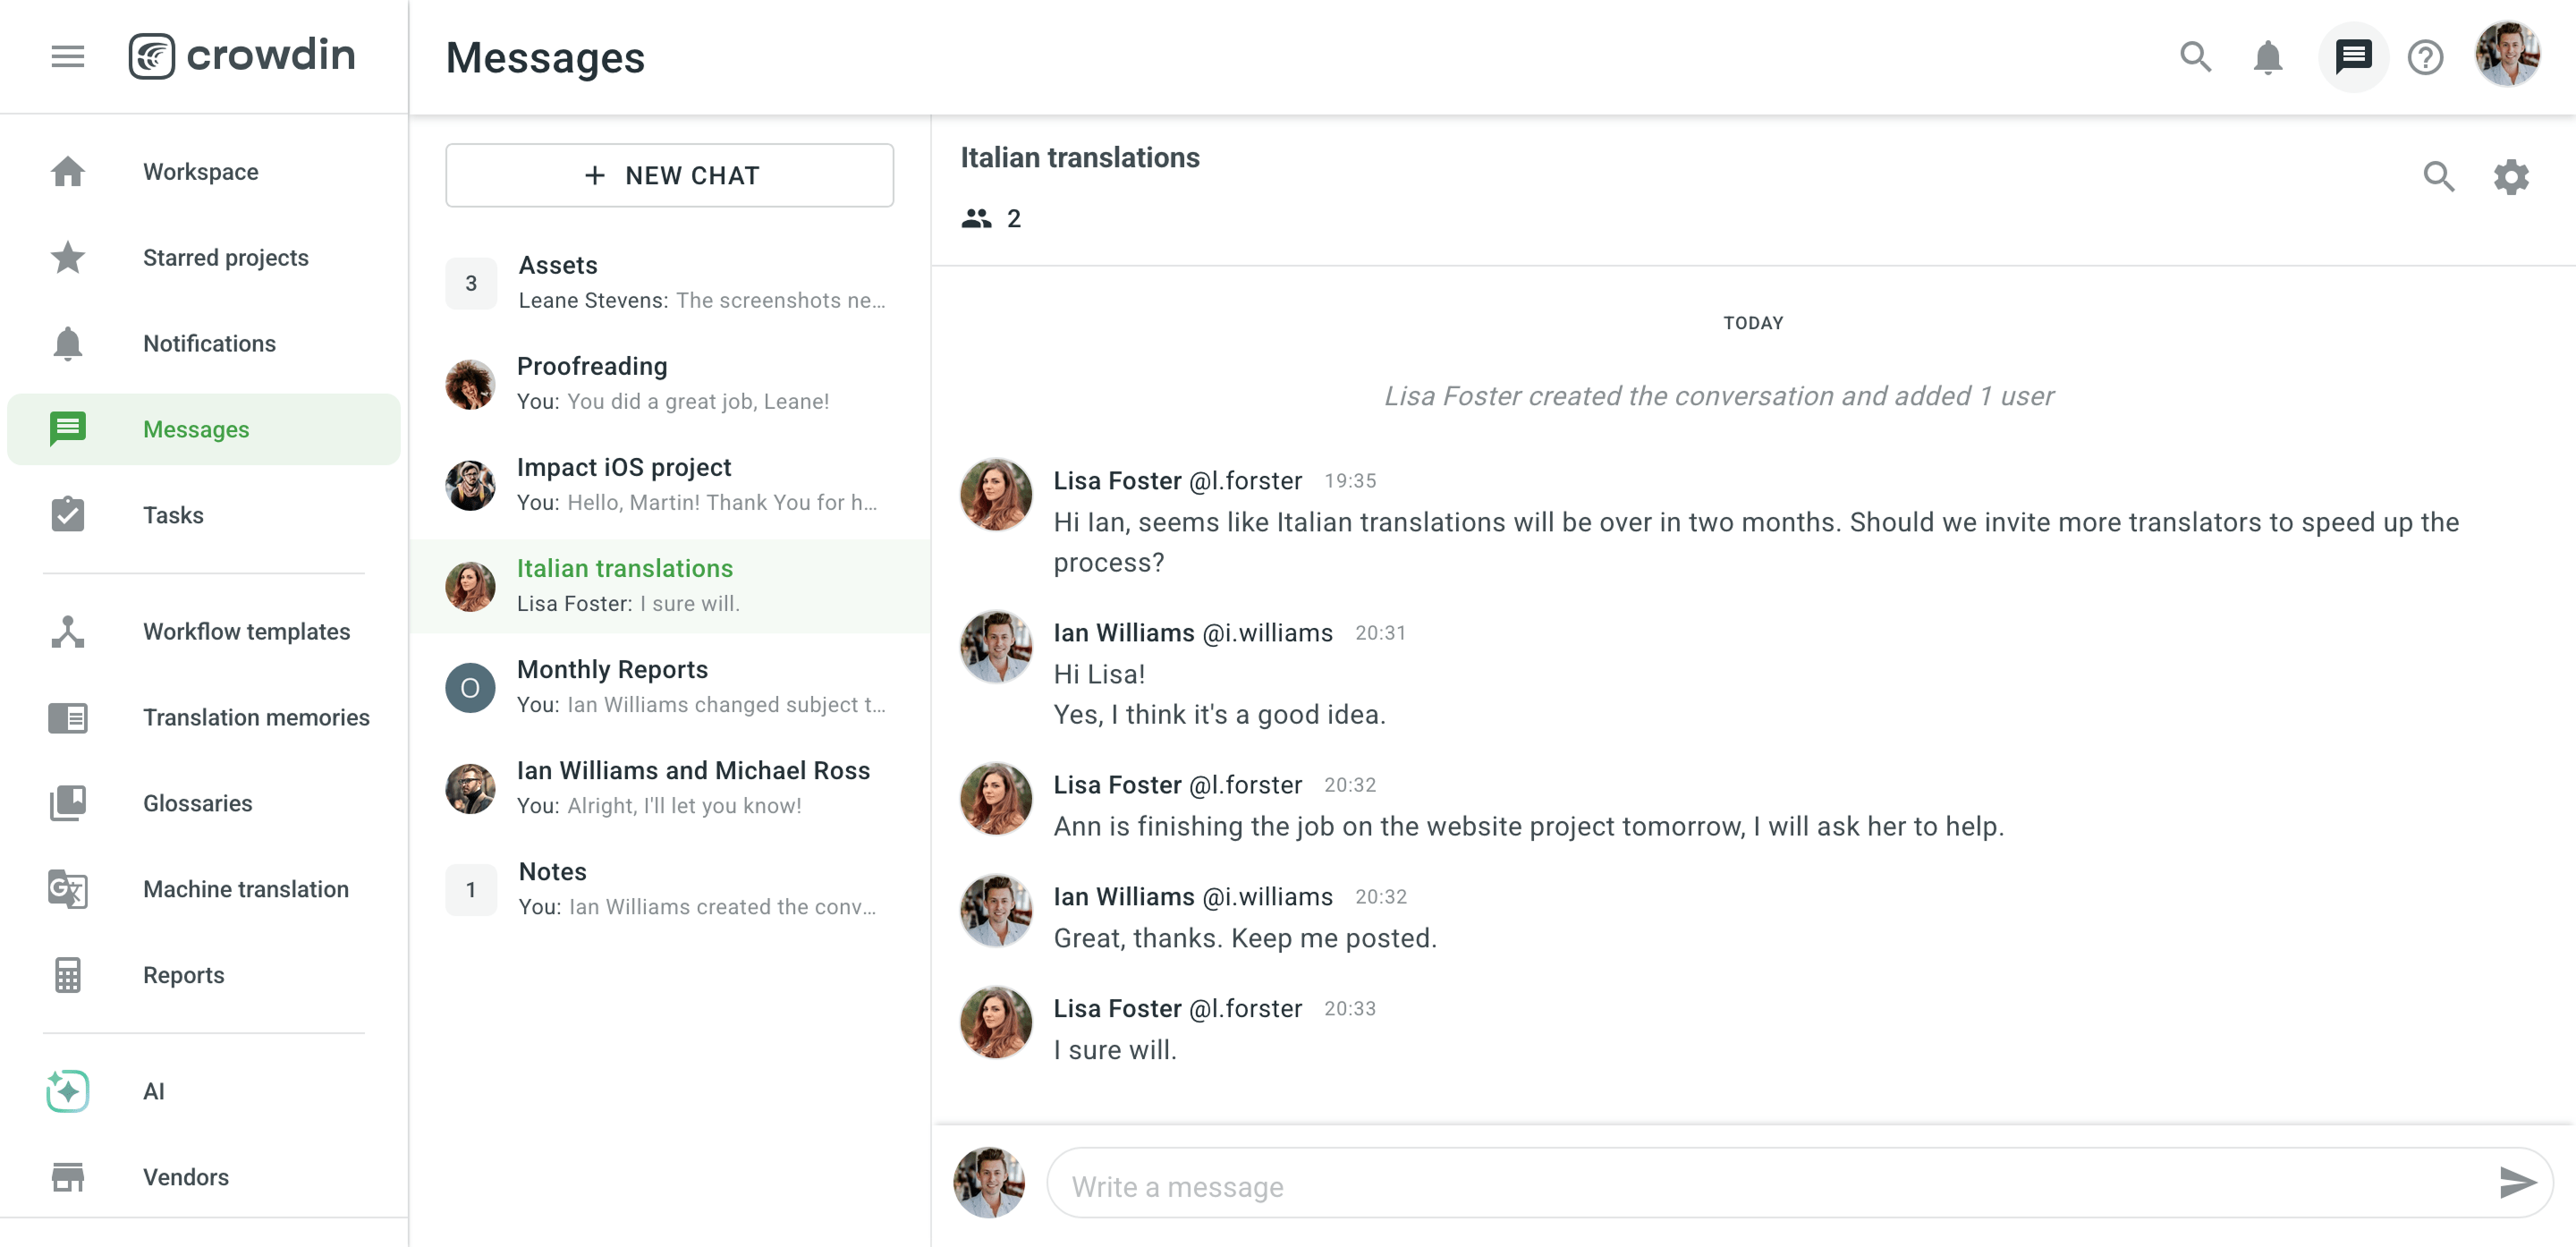 crowdin
Messages
Workspace
Starred projects
Notifications
Messages
Tasks
Workflow templates
Translation memories
Glossaries
Machine translation
Reports
AI
Vendors
+ NEW CHAT
3
Assets
Leane Stevens: The screenshots ne...
Proofreading
You: You did a great job, Leane!
Impact iOS project
You: Hello, Martin! Thank You for h...
Italian translations
Lisa Foster: I sure will.
O
Monthly Reports
You: Ian Williams changed subject t...
Ian Williams and Michael Ross
You: Alright, I'll let you know!
1
Notes
You: Ian Williams created the conv...
Italian translations
2
TODAY
Lisa Foster created the conversation and added 1 user
Lisa Foster @l.forster 19:35
Hi Ian, seems like Italian translations will be over in two months. Should we invite more translators to speed up the
process?
Ian Williams @i.williams 20:31
Hi Lisa!
Yes, I think it's a good idea.
Lisa Foster @l.forster 20:32
Ann is finishing the job on the website project tomorrow, I will ask her to help.
Ian Williams @i.williams 20:32
Great, thanks. Keep me posted.
Lisa Foster @l.forster 20:33
I sure will.
Write a message